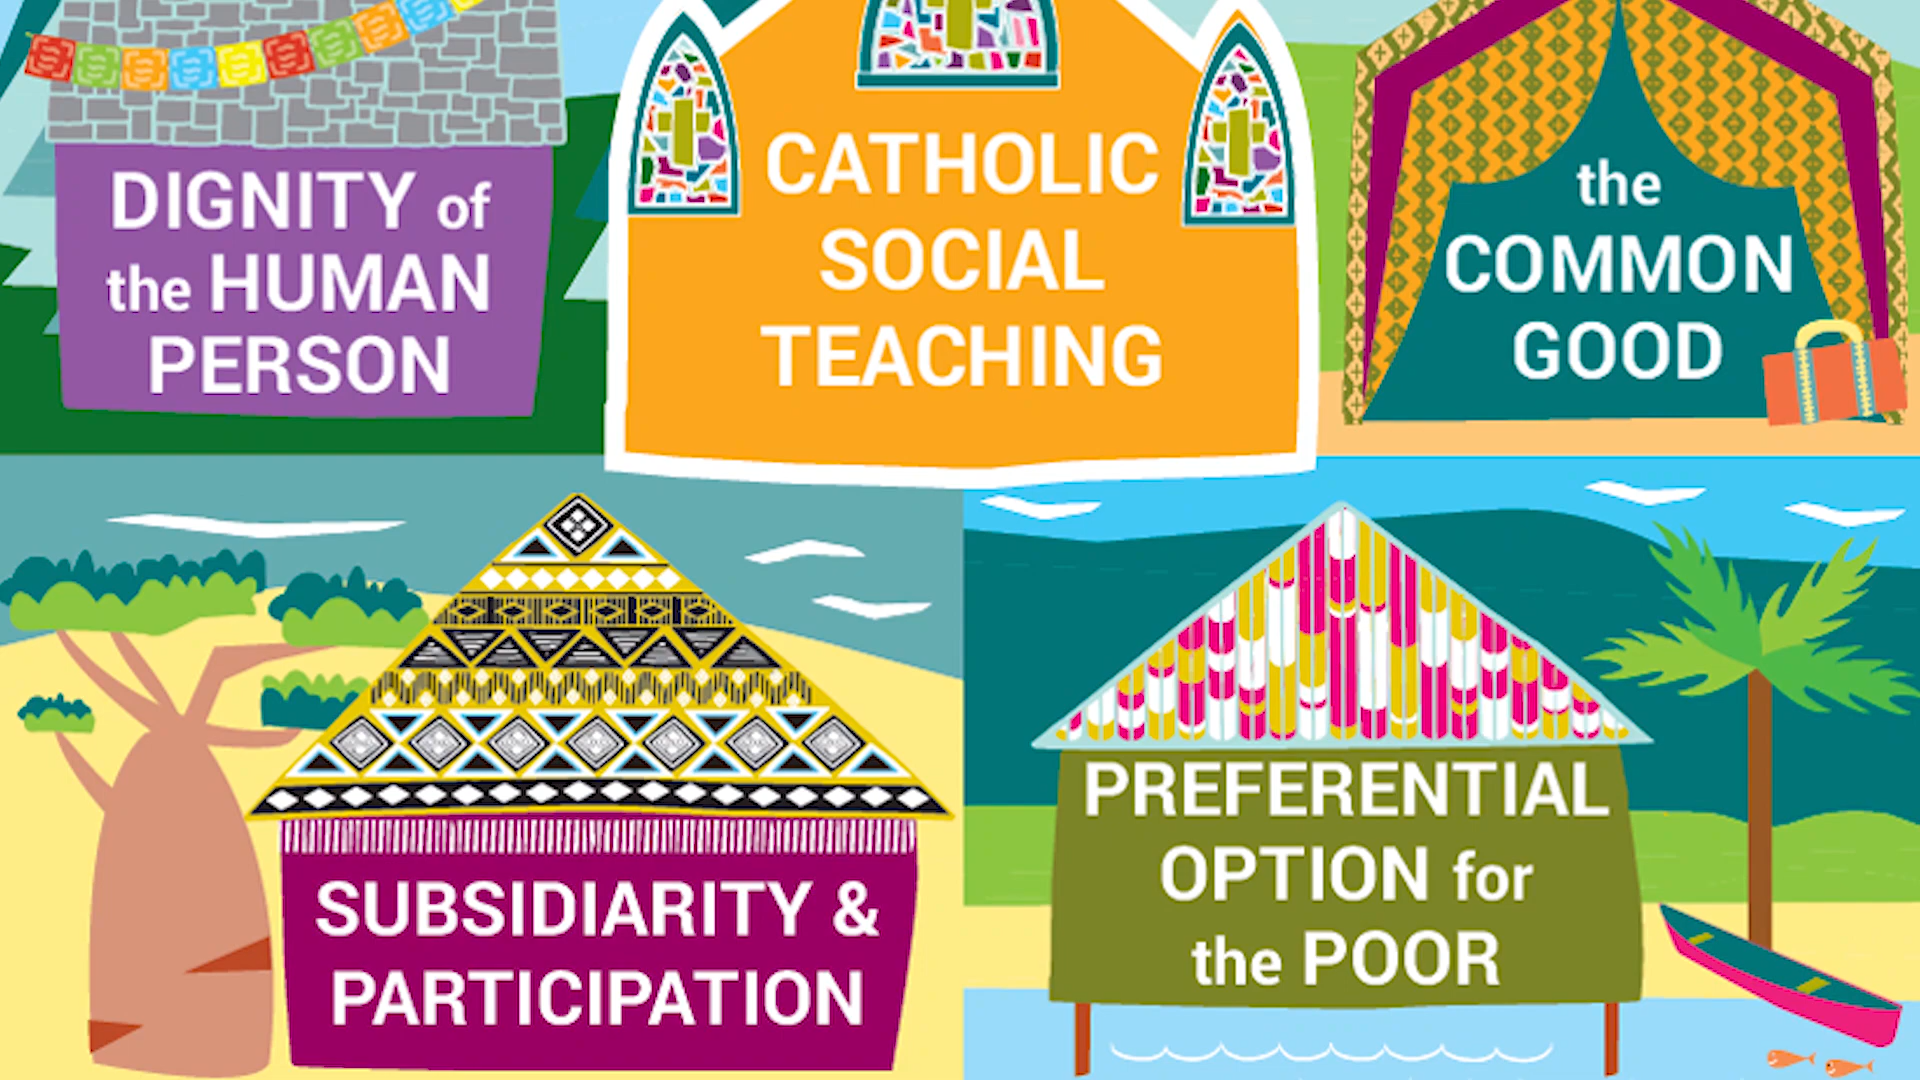 DIGNITY of
the HUMAN
PERSON
CATHOLIC
SOCIAL
TEACHING
the
COMMON
GOOD
SUBSIDIARITY &
PARTICIPATION
PREFERENTIAL
OPTION for
the POOR